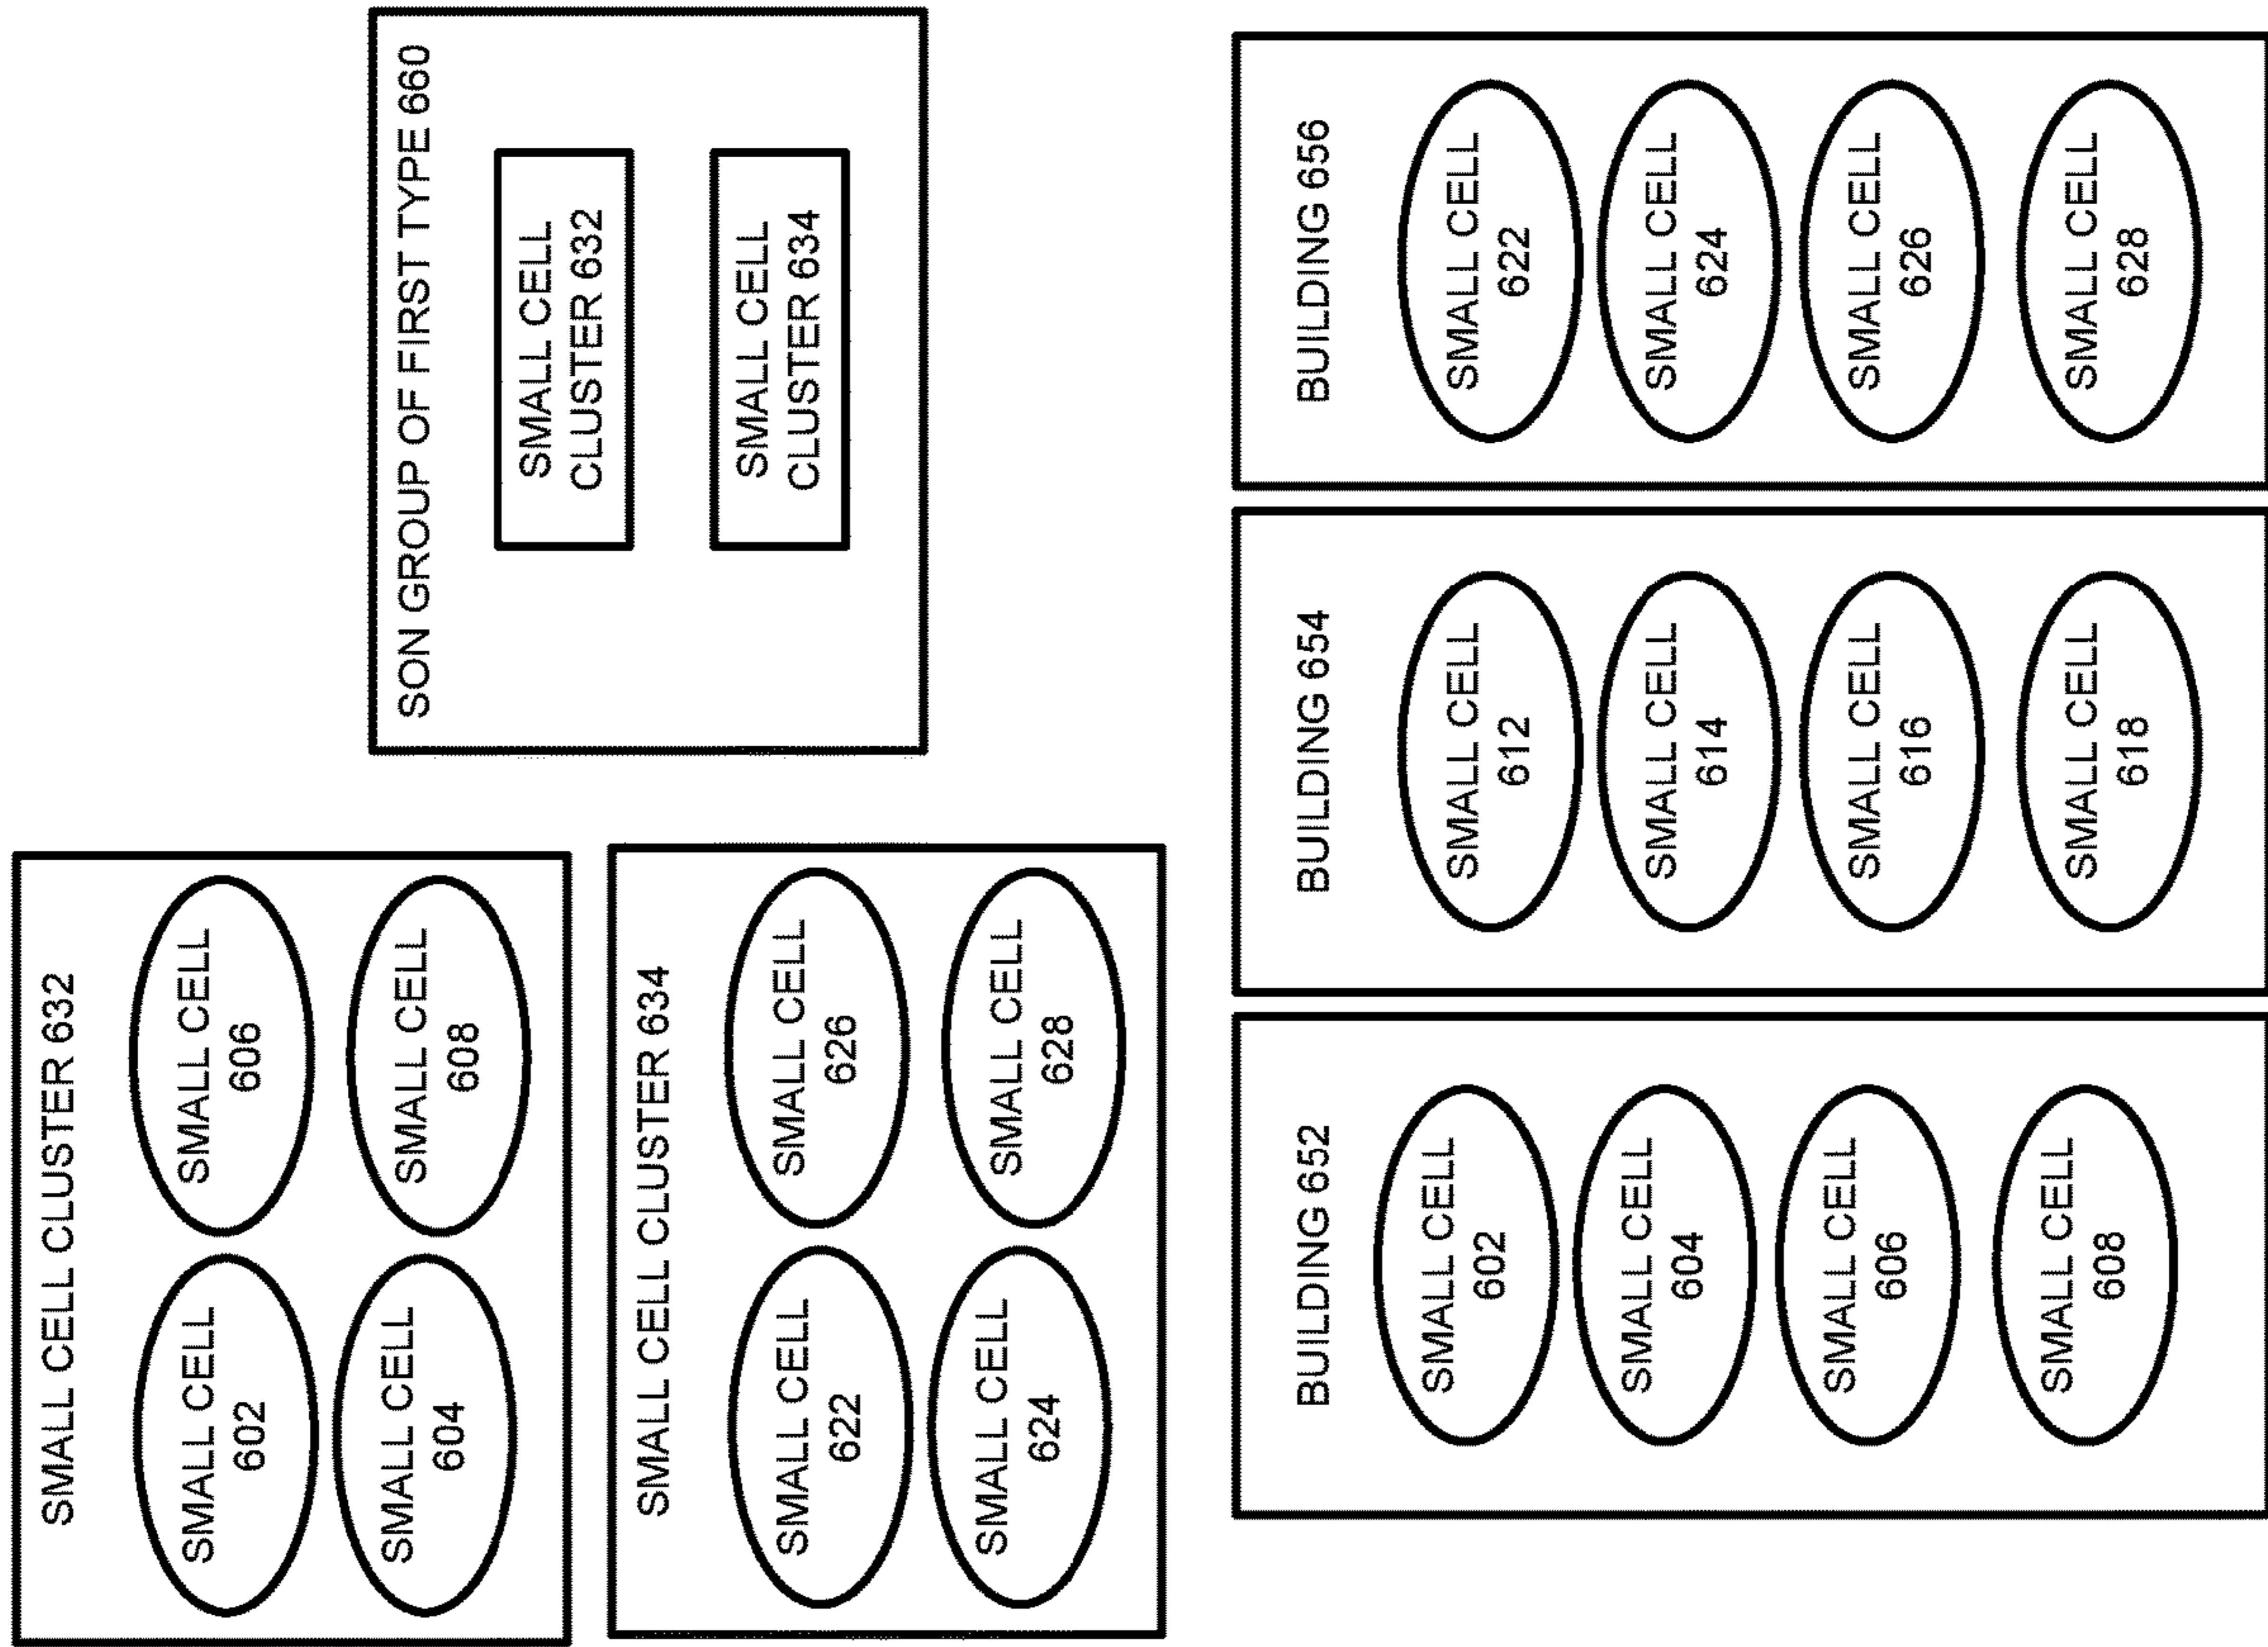 SMALL CELL CLUSTER 632
SMALL CELL
602
SMALL CELL
606
SMALL CELL
604
SMALL CELL
608
SMALL CELL CLUSTER 634
SMALL CELL
622
SMALL CELL
626
SMALL CELL
624
SMALL CELL
628
SON GROUP OF FIRST TYPE 660
SMALL CELL
CLUSTER 632
SMALL CELL
CLUSTER 634
BUILDING 652
SMALL CELL
602
SMALL CELL
604
SMALL CELL
606
SMALL CELL
608
BUILDING 654
SMALL CELL
612
SMALL CELL
614
SMALL CELL
616
SMALL CELL
618
BUILDING 656
SMALL CELL
622
SMALL CELL
624
SMALL CELL
626
SMALL CELL
628